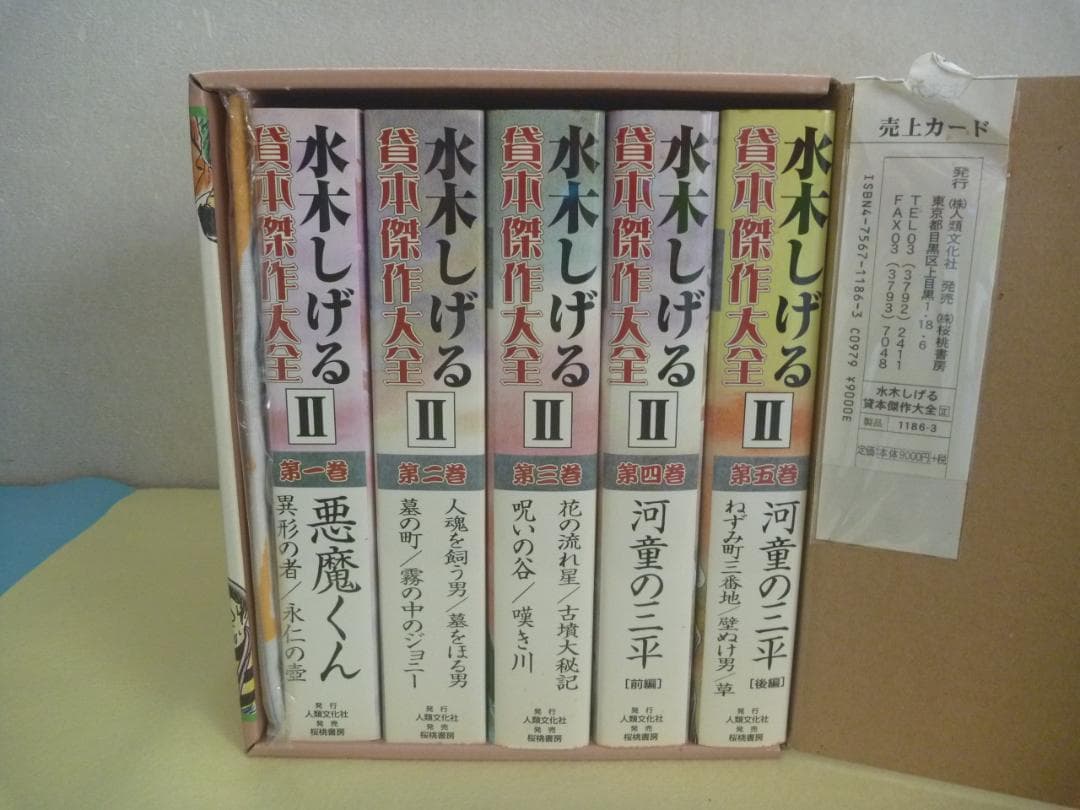 水木しげる
貸本傑作大全
II
第一巻
悪魔くん
異形の者/永仁の壺
発行
人類文化社
発売
桜桃書房
水木しげる
貸本傑作大全
II
第二巻
人魂を飼う男/墓をほる男
墓の町/霧の中のジョニー
発行
人類文化社
発売
桜桃書房
水木しげる
貸本傑作大全
II
第三巻
花の流れ星/古墳大秘記
呪いの谷/嘆き川
発行
人類文化社
発売
桜桃書房
水木しげる
貸本傑作大全
II
第四巻
河童の三平
[前編]
発行
人類文化社
発売
桜桃書房
水木しげる
貸本傑作大全
II
第五巻
河童の三平
[後編]
ねずみ町三番地/壁ぬけ男/草
発行
人類文化社
発売
桜桃書房
売上カード
発行 ㈱人類文化社 発売 ㈱桜桃書房
東京都目黒区上目黒1-18-6
TEL03(3792)2411
FAX03(3793)7048
ISBN4-7567-1186-3 C0979 ¥9000E
水木しげる
貸本傑作大全
製品 1186-3
定価:本体9000円+税